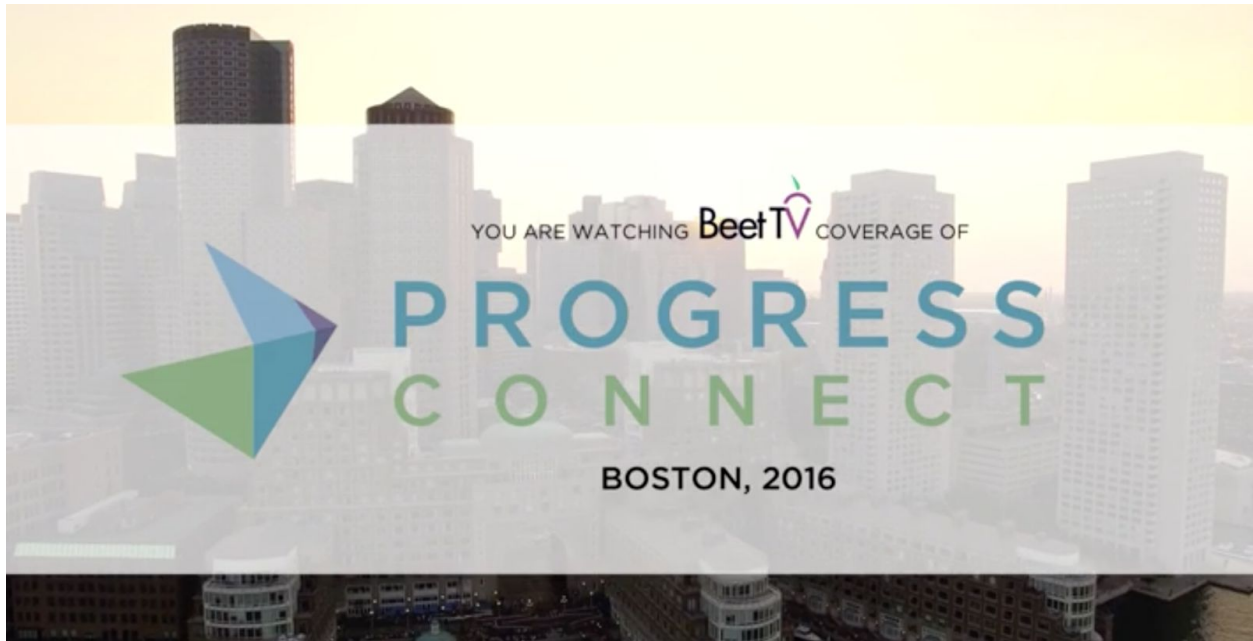 YOU ARE WATCHING BeetTV COVERAGE OF
PROGRESS
CONNECT
BOSTON, 2016